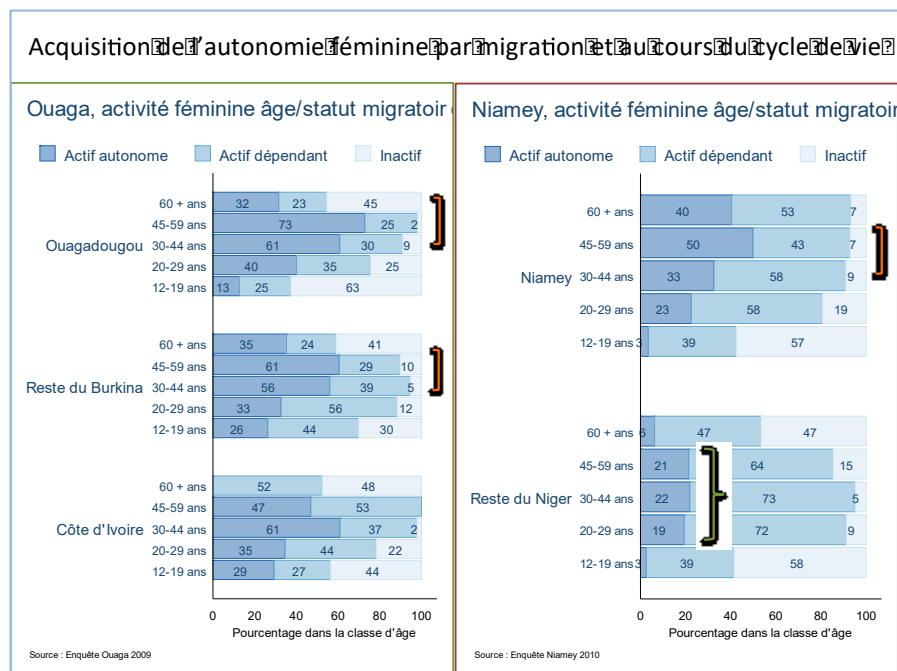 Acquisition de l'autonomie féminine par migration et au cours du cycle de vie
Ouaga, activité féminine âge/statut migratoir
Actif autonome Actif dépendant Inactif
60 + ans 32 23 45
45-59 ans 73 25 2
Ouagadougou 30-44 ans 61 30 9
20-29 ans 40 35 25
12-19 ans 13 25 63
60 + ans 35 24 41
45-59 ans 61 29 10
Reste du Burkina 30-44 ans 56 39 5
20-29 ans 33 56 12
12-19 ans 26 44 30
60 + ans 52 48
45-59 ans 47 53
Côte d'Ivoire 30-44 ans 61 37 2
20-29 ans 35 44 22
12-19 ans 29 27 44
0 20 40 60 80 100
Pourcentage dans la classe d'âge
Source : Enquête Ouaga 2009
Niamey, activité féminine âge/statut migratoir
Actif autonome Actif dépendant Inactif
60 + ans 40 53 7
45-59 ans 50 43 7
Niamey 30-44 ans 33 58 9
20-29 ans 23 58 19
12-19 ans 3 39 57
60 + ans 6 47 47
45-59 ans 21 64 15
Reste du Niger 30-44 ans 22 73 5
20-29 ans 19 72 9
12-19 ans 3 39 58
0 20 40 60 80 100
Pourcentage dans la classe d'âge
Source : Enquête Niamey 2010